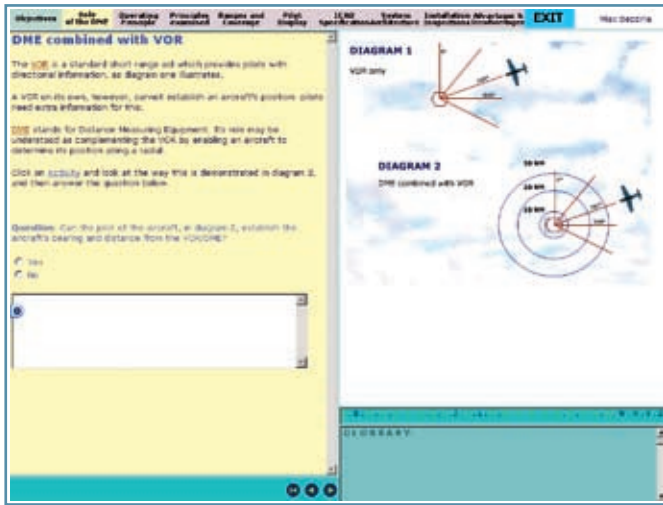 Objectives
Role
of the DME
Operating
Principle
Principles
Ranges and
Coverage
Pilot
Display
System
EXIT
DME combined with VOR
The VOR is a standard short range aid which provides pilots with
directional information, as diagram one illustrates.
A VOR on its own, however, cannot establish an aircraft's position: pilots
need extra information for this.
DME stands for Distance Measuring Equipment. Its role may be
understood as complementing the VOR by enabling an aircraft to
determine its position along a radial.
Click on Activity and look at the way this is demonstrated in diagram 2,
and then answer the question below.
Question: Can the pilot of the aircraft, in diagram 2, establish the
aircraft's bearing and distance from the VOR/DME?
Yes
No
DIAGRAM 1
VOR only
DIAGRAM 2
DME combined with VOR
GLOSSARY